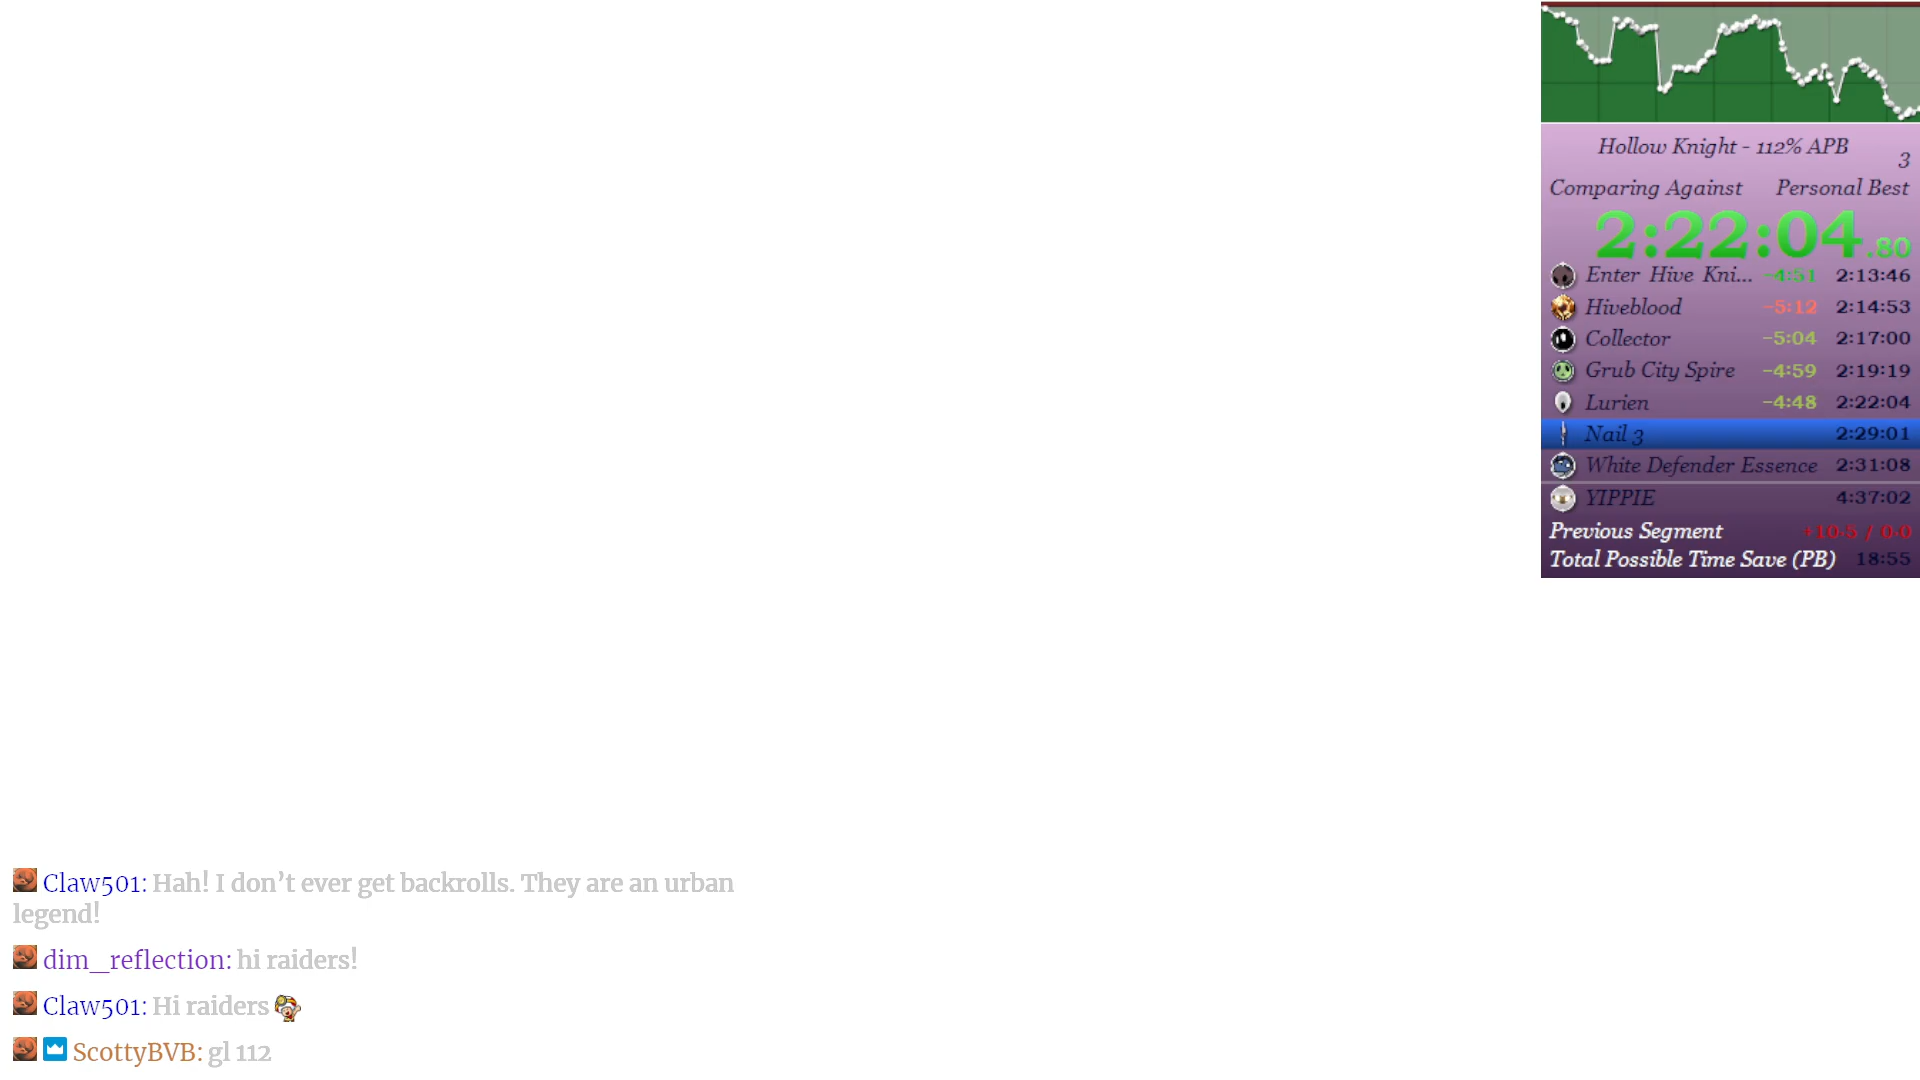 Hollow Knight - 112% APB
3
Comparing Against Personal Best
2:22:04.80
Enter Hive Kni... -4:51 2:13:46
Hiveblood -5:12 2:14:53
Collector -5:04 2:17:00
Grub City Spire -4:59 2:19:19
Lurien -4:48 2:22:04
Nail 3 2:29:01
White Defender Essence 2:31:08
YIPPIE 4:37:02
Previous Segment +10.5 / 0.0
Total Possible Time Save (PB) 18:55
Claw501: Hah! I don't ever get backrolls. They are an urban
legend!
dim_reflection: hi raiders!
Claw501: Hi raiders
ScottyBVB: gl 112